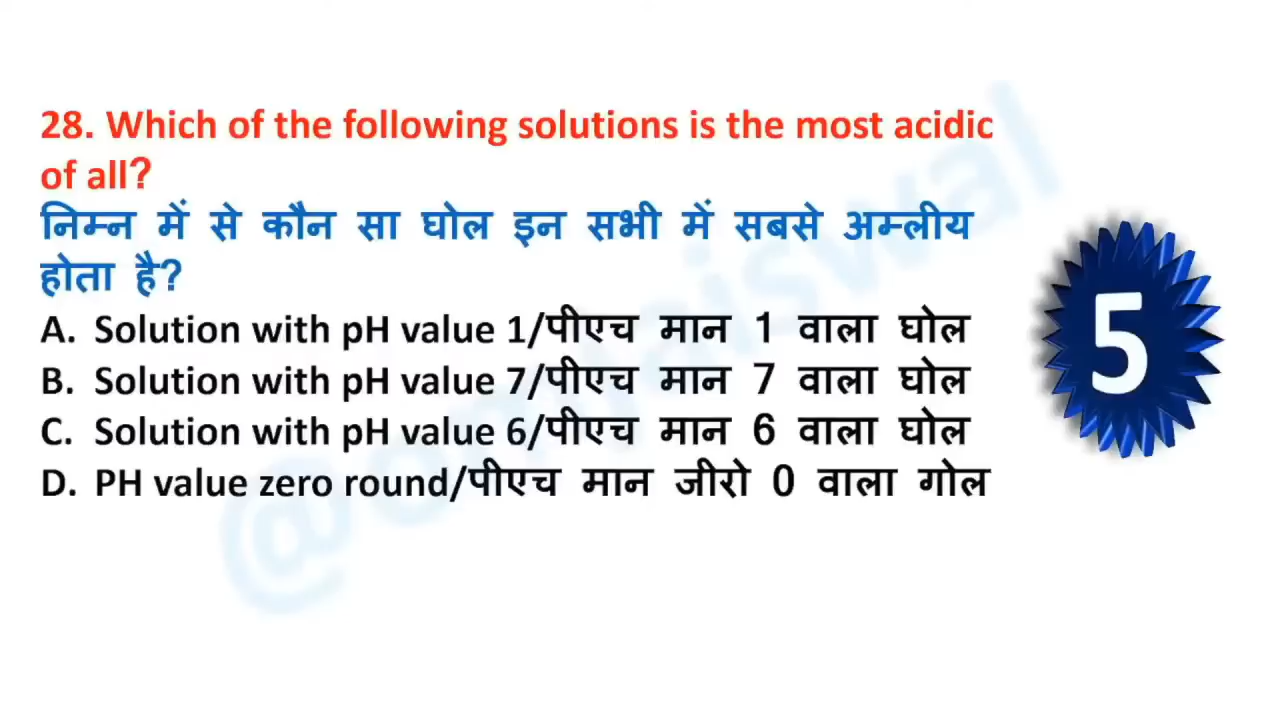 28. Which of the following solutions is the most acidic
of all?
निम्न में से कौन सा घोल इन सभी में सबसे अम्लीय
होता है?
A. Solution with pH value 1/पीएच मान 1 वाला घोल
B. Solution with pH value 7/पीएच मान 7 वाला घोल
C. Solution with pH value 6/पीएच मान 6 वाला घोल
D. PH value zero round/पीएच मान जीरो 0 वाला गोल
5